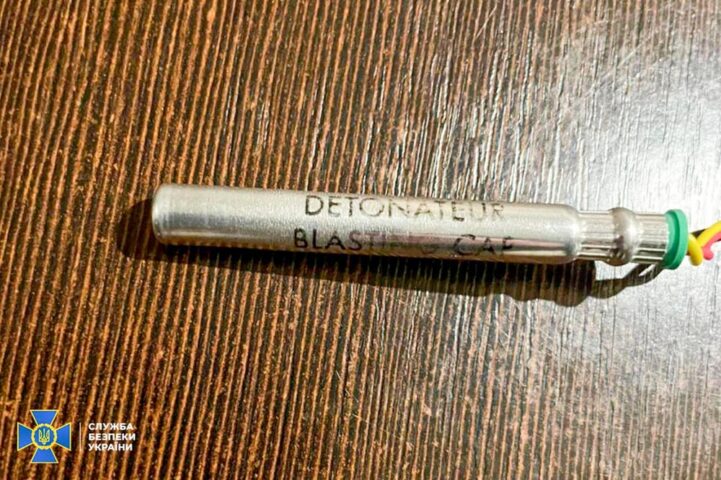 DETONATEUR
BLASTING CAP
СЛУЖБА
БЕЗПЕКИ
УКРАЇНИ